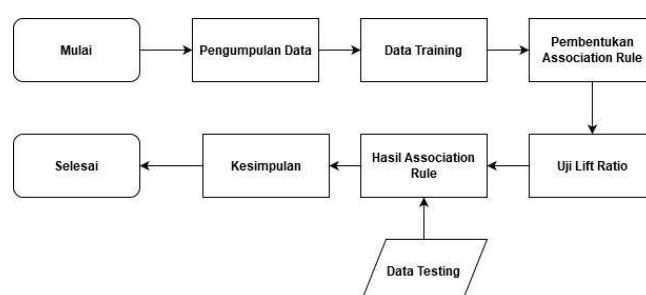 Mulai
Pengumpulan Data
Data Training
Pembentukan
Association Rule
Uji Lift Ratio
Hasil Association
Rule
Kesimpulan
Selesai
Data Testing